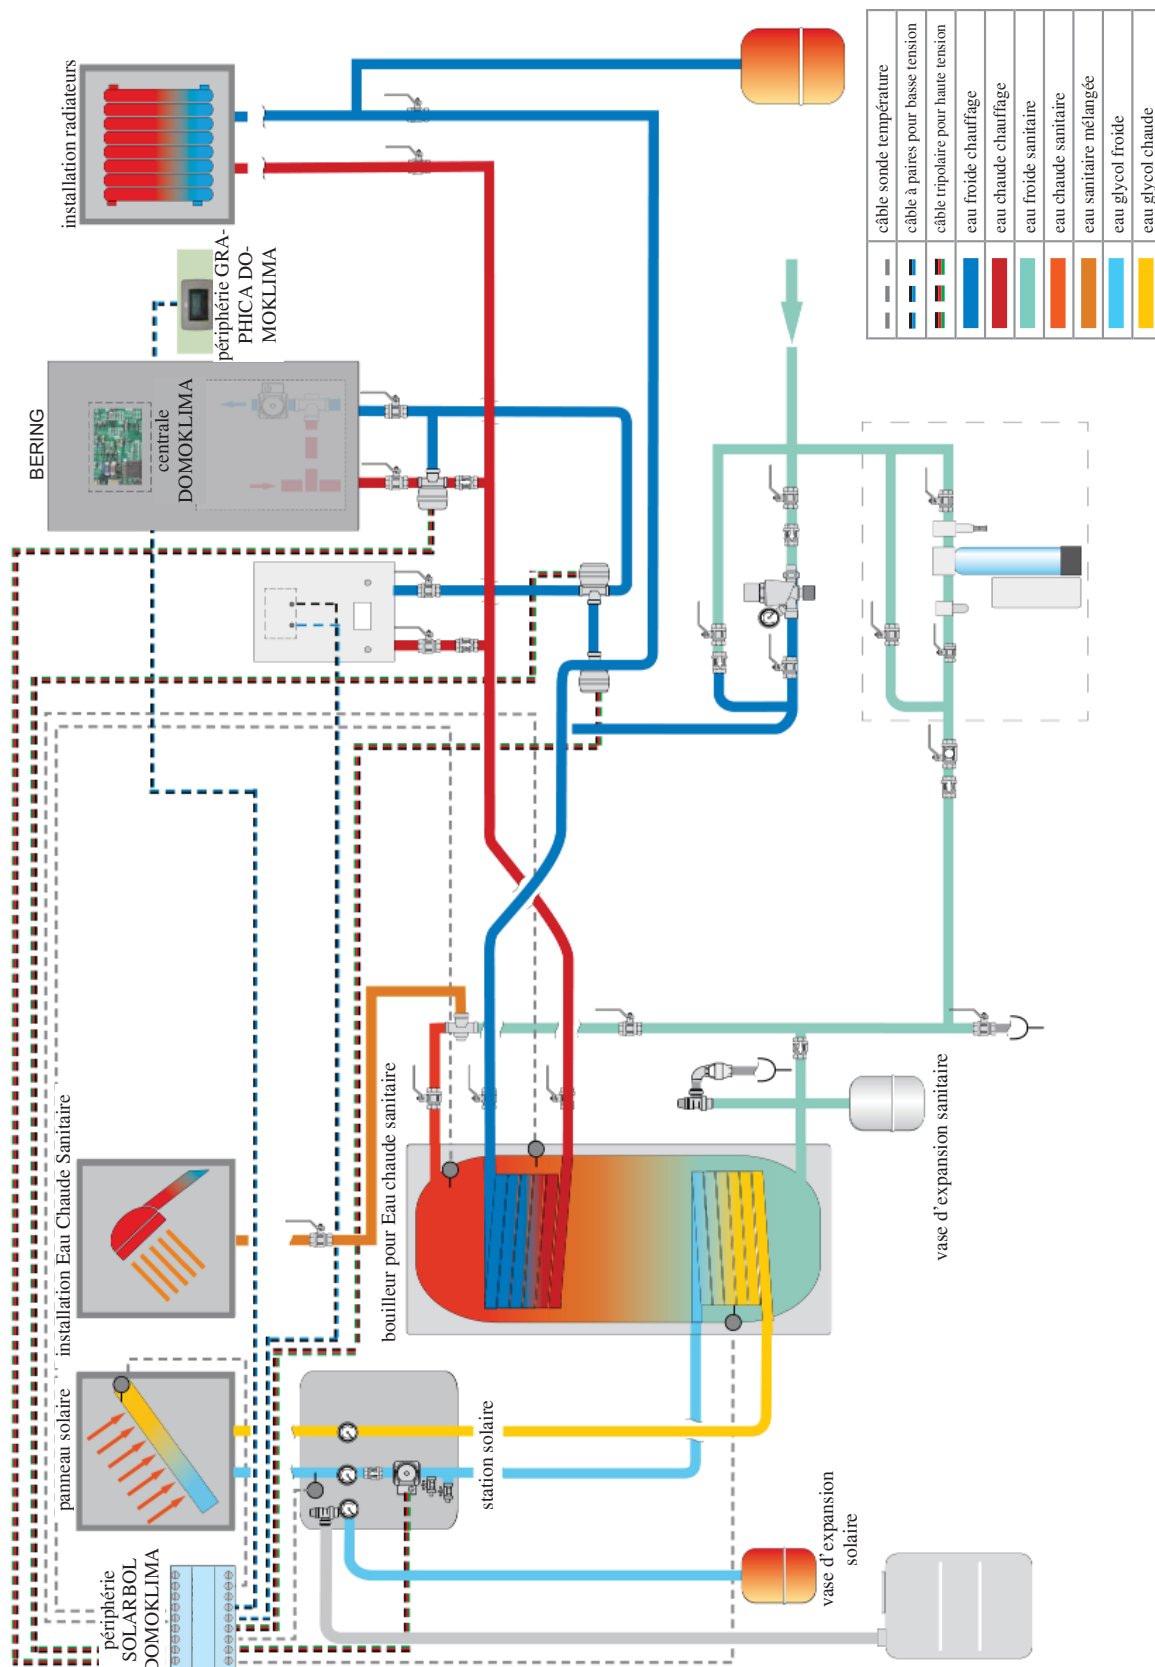 installation radiateurs
périphérie GRA-
PHICA DO-
MOKLIMA
BERING
centrale
DOMOKLIMA
câble sonde température
câble à paires pour basse tension
câble tripolaire pour haute tension
eau froide chauffage
eau chaude chauffage
eau froide sanitaire
eau chaude sanitaire
eau sanitaire mélangée
eau glycol froide
eau glycol chaude
installation Eau Chaude Sanitaire
bouilleur pour Eau chaude sanitaire
vase d'expansion sanitaire
panneau solaire
station solaire
vase d'expansion
solaire
périphérie
SOLARBOL
DOMOKLIMA